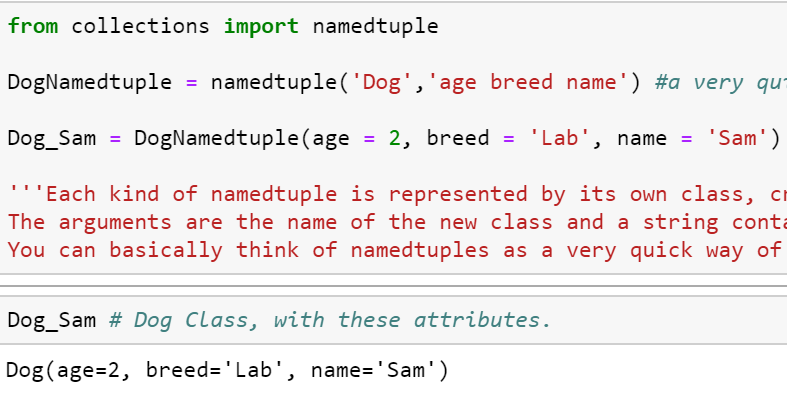 from collections import namedtuple
DogNamedtuple = namedtuple('Dog','age breed name') #a very
Dog_Sam = DogNamedtuple(age = 2, breed = 'Lab', name = 'Sam')
'''Each kind of namedtuple is represented by its own class,
The arguments are the name of the new class and a string
You can basically think of namedtuples as a very quick way of
Dog_Sam # Dog Class, with these attributes.
Dog(age=2, breed='Lab', name='Sam')